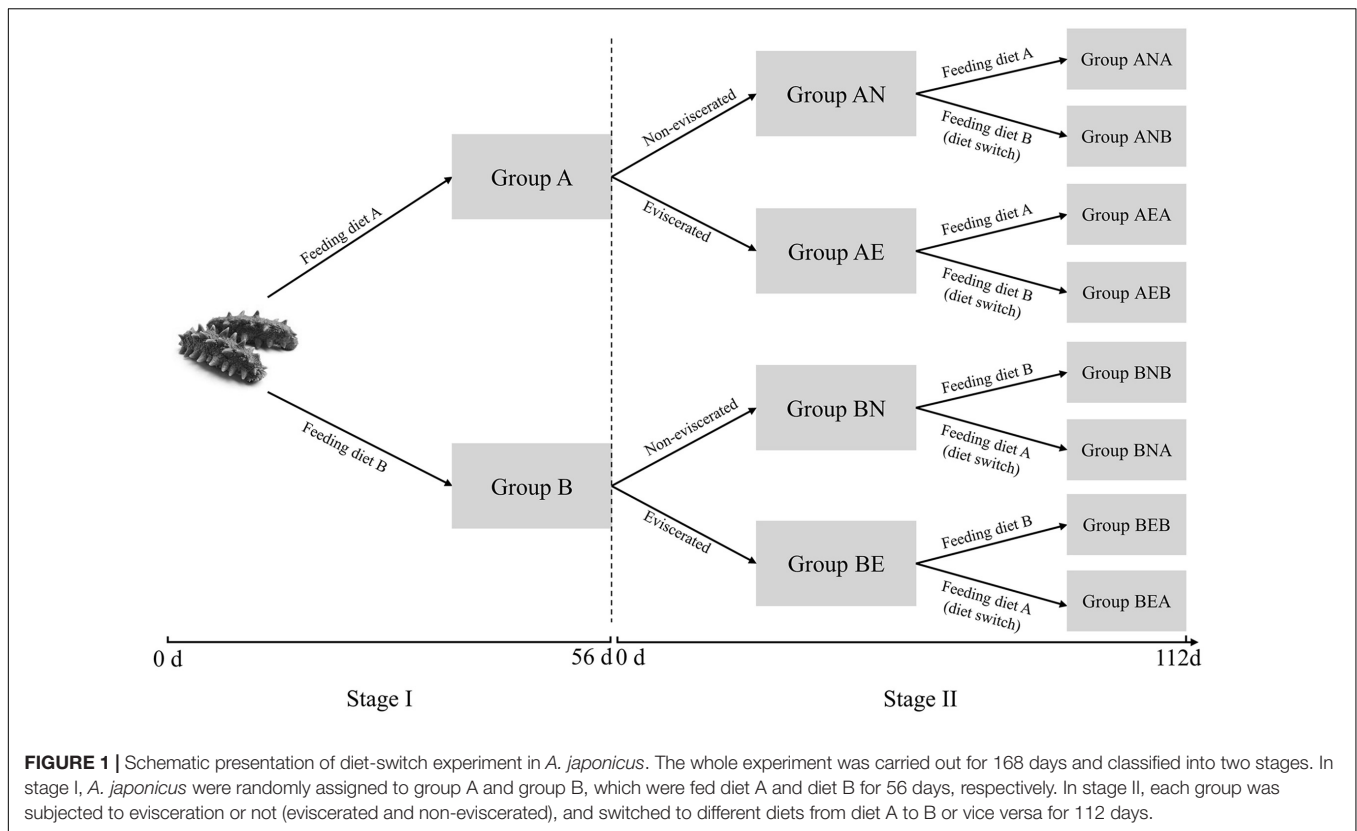 Feeding diet A
Group A
Feeding diet B
Group B
Non-eviscerated
Group AN
Eviscerated
Group AE
Non-eviscerated
Group BN
Eviscerated
Group BE
Feeding diet A
Group ANA
Feeding diet B
(diet switch)
Group ANB
Feeding diet A
Group AEA
Feeding diet B
(diet switch)
Group AEB
Feeding diet B
Group BNB
Feeding diet A
(diet switch)
Group BNA
Feeding diet B
Group BEB
Feeding diet A
(diet switch)
Group BEA
0 d
56 d
0 d
112d
Stage I
Stage II
FIGURE 1 | Schematic presentation of diet-switch experiment in A. japonicus. The whole experiment was carried out for 168 days and classified into two stages. In
stage I, A. japonicus were randomly assigned to group A and group B, which were fed diet A and diet B for 56 days, respectively. In stage II, each group was
subjected to evisceration or not (eviscerated and non-eviscerated), and switched to different diets from diet A to B or vice versa for 112 days.